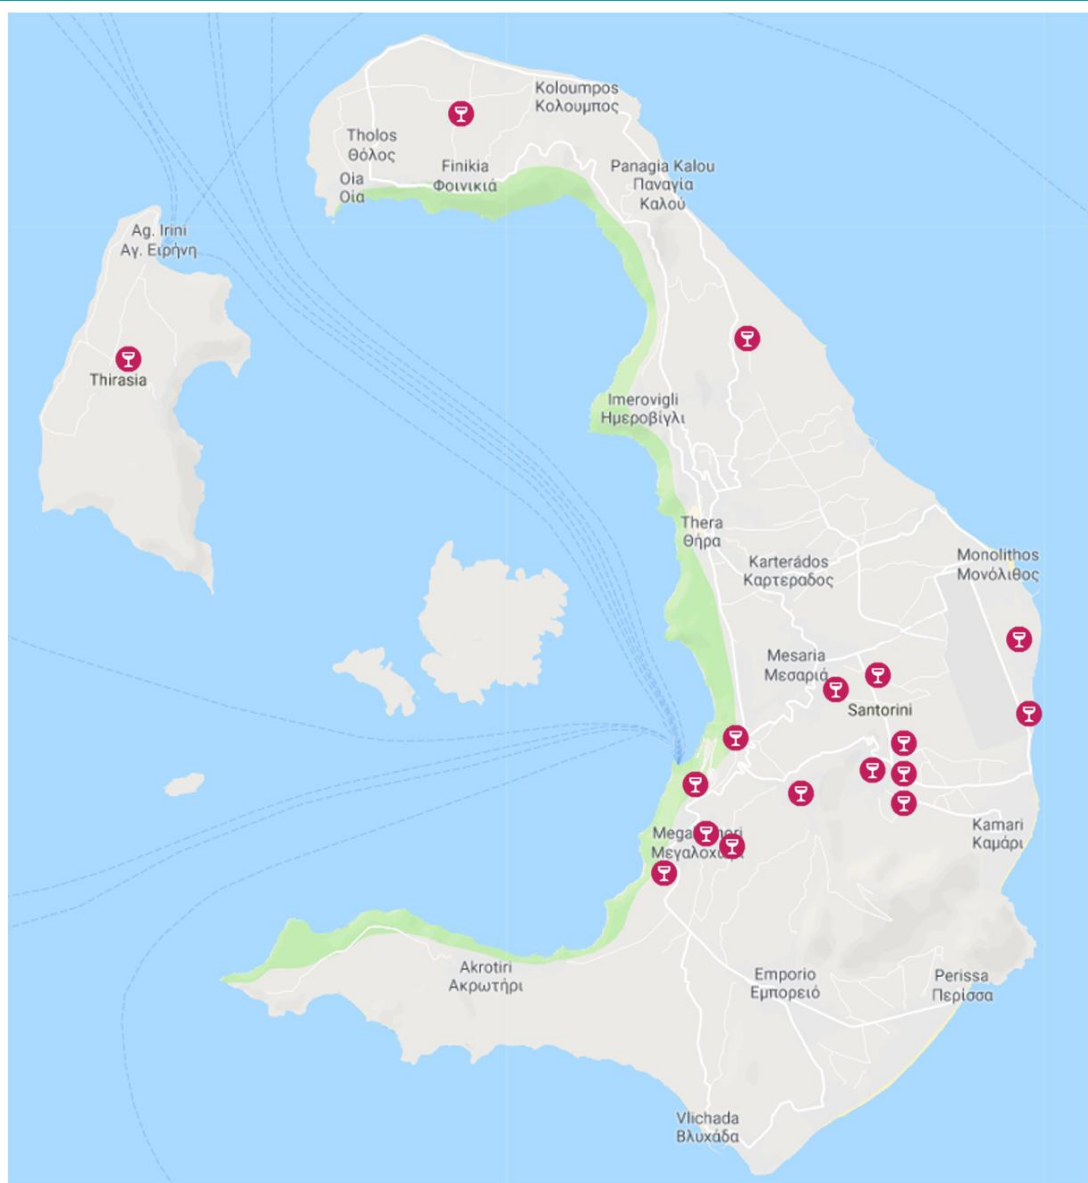 Koloumpos
Κολουμπος
Tholos
Θόλος
Finikia
Φοινικιά
Panagia Kalou
Παναγία
Καλού
Oia
Οία
Ag. Irini
Αγ. Ειρήνη
Thirasia
Imerovigli
Ημεροβίγλι
Thera
Θήρα
Karterádos
Καρτεραδος
Monolithos
Μονόλιθος
Mesaria
Μεσαριά
Santorini
Kamari
Καμάρι
Akrotiri
Ακρωτήρι
Emporio
Εμπορειό
Perissa
Περίσσα
Vlichada
Βλυχάδα